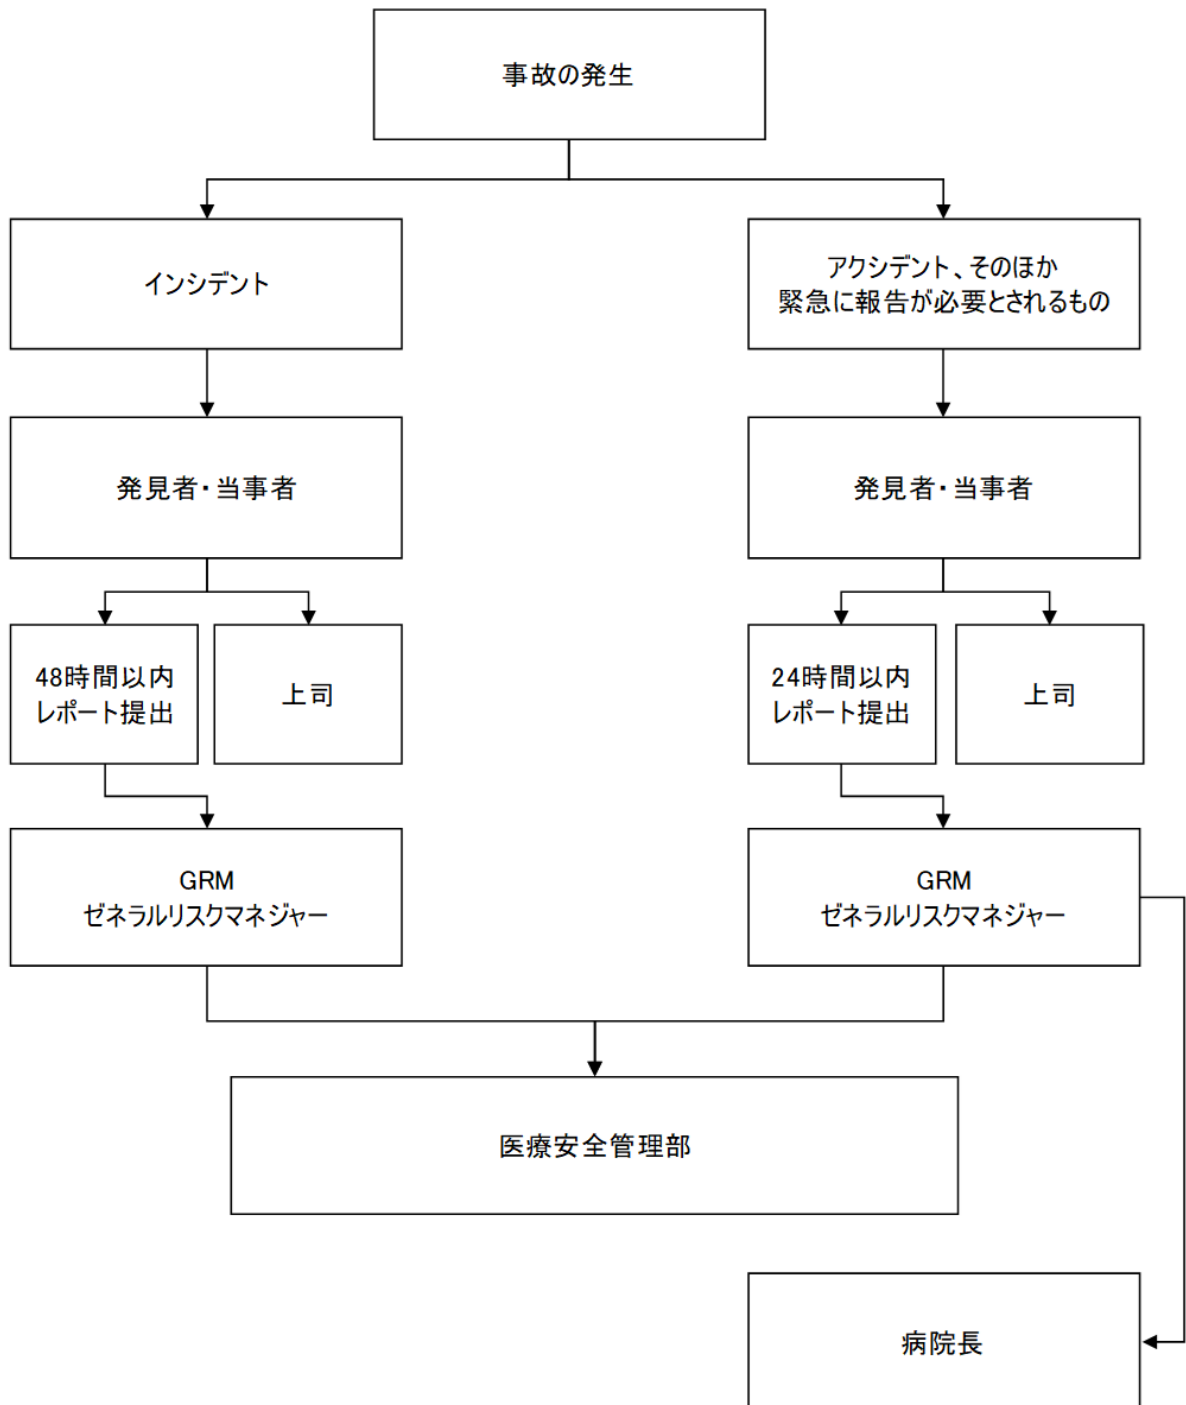 事故の発生
インシデント
アクシデント、そのほか
緊急に報告が必要とされるもの
発見者・当事者
発見者・当事者
48時間以内
レポート提出
上司
24時間以内
レポート提出
上司
GRM
ゼネラルリスクマネジャー
GRM
ゼネラルリスクマネジャー
医療安全管理部
病院長